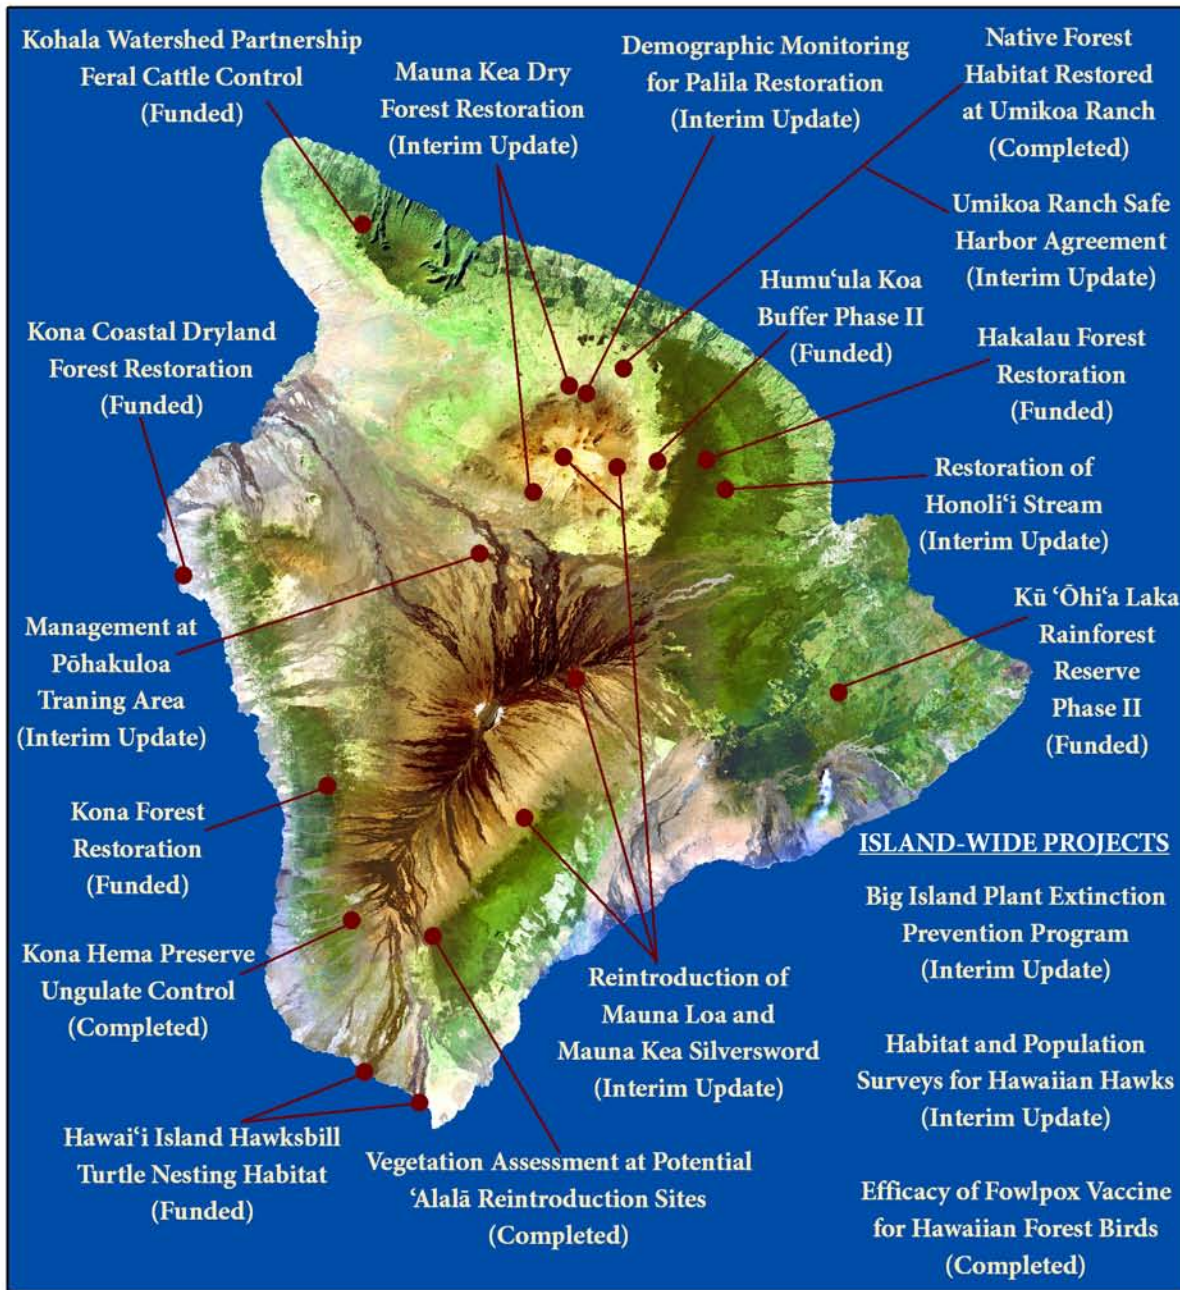 Kohala Watershed Partnership
Feral Cattle Control
(Funded)
Mauna Kea Dry
Forest Restoration
(Interim Update)
Demographic Monitoring
for Palila Restoration
(Interim Update)
Native Forest
Habitat Restored
at Umikoa Ranch
(Completed)
Umikoa Ranch Safe
Harbor Agreement
(Interim Update)
Humu‘ula Koa
Buffer Phase II
(Funded)
Hakalau Forest
Restoration
(Funded)
Restoration of
Honoli‘i Stream
(Interim Update)
Kū ‘Ōhi‘a Laka
Rainforest
Reserve
Phase II
(Funded)
Kona Coastal Dryland
Forest Restoration
(Funded)
Management at
Pōhakuloa
Traning Area
(Interim Update)
Kona Forest
Restoration
(Funded)
Kona Hema Preserve
Ungulate Control
(Completed)
Hawai‘i Island Hawksbill
Turtle Nesting Habitat
(Funded)
Vegetation Assessment at Potential
‘Alalā Reintroduction Sites
(Completed)
Reintroduction of
Mauna Loa and
Mauna Kea Silversword
(Interim Update)
ISLAND-WIDE PROJECTS
Big Island Plant Extinction
Prevention Program
(Interim Update)
Habitat and Population
Surveys for Hawaiian Hawks
(Interim Update)
Efficacy of Fowlpox Vaccine
for Hawaiian Forest Birds
(Completed)